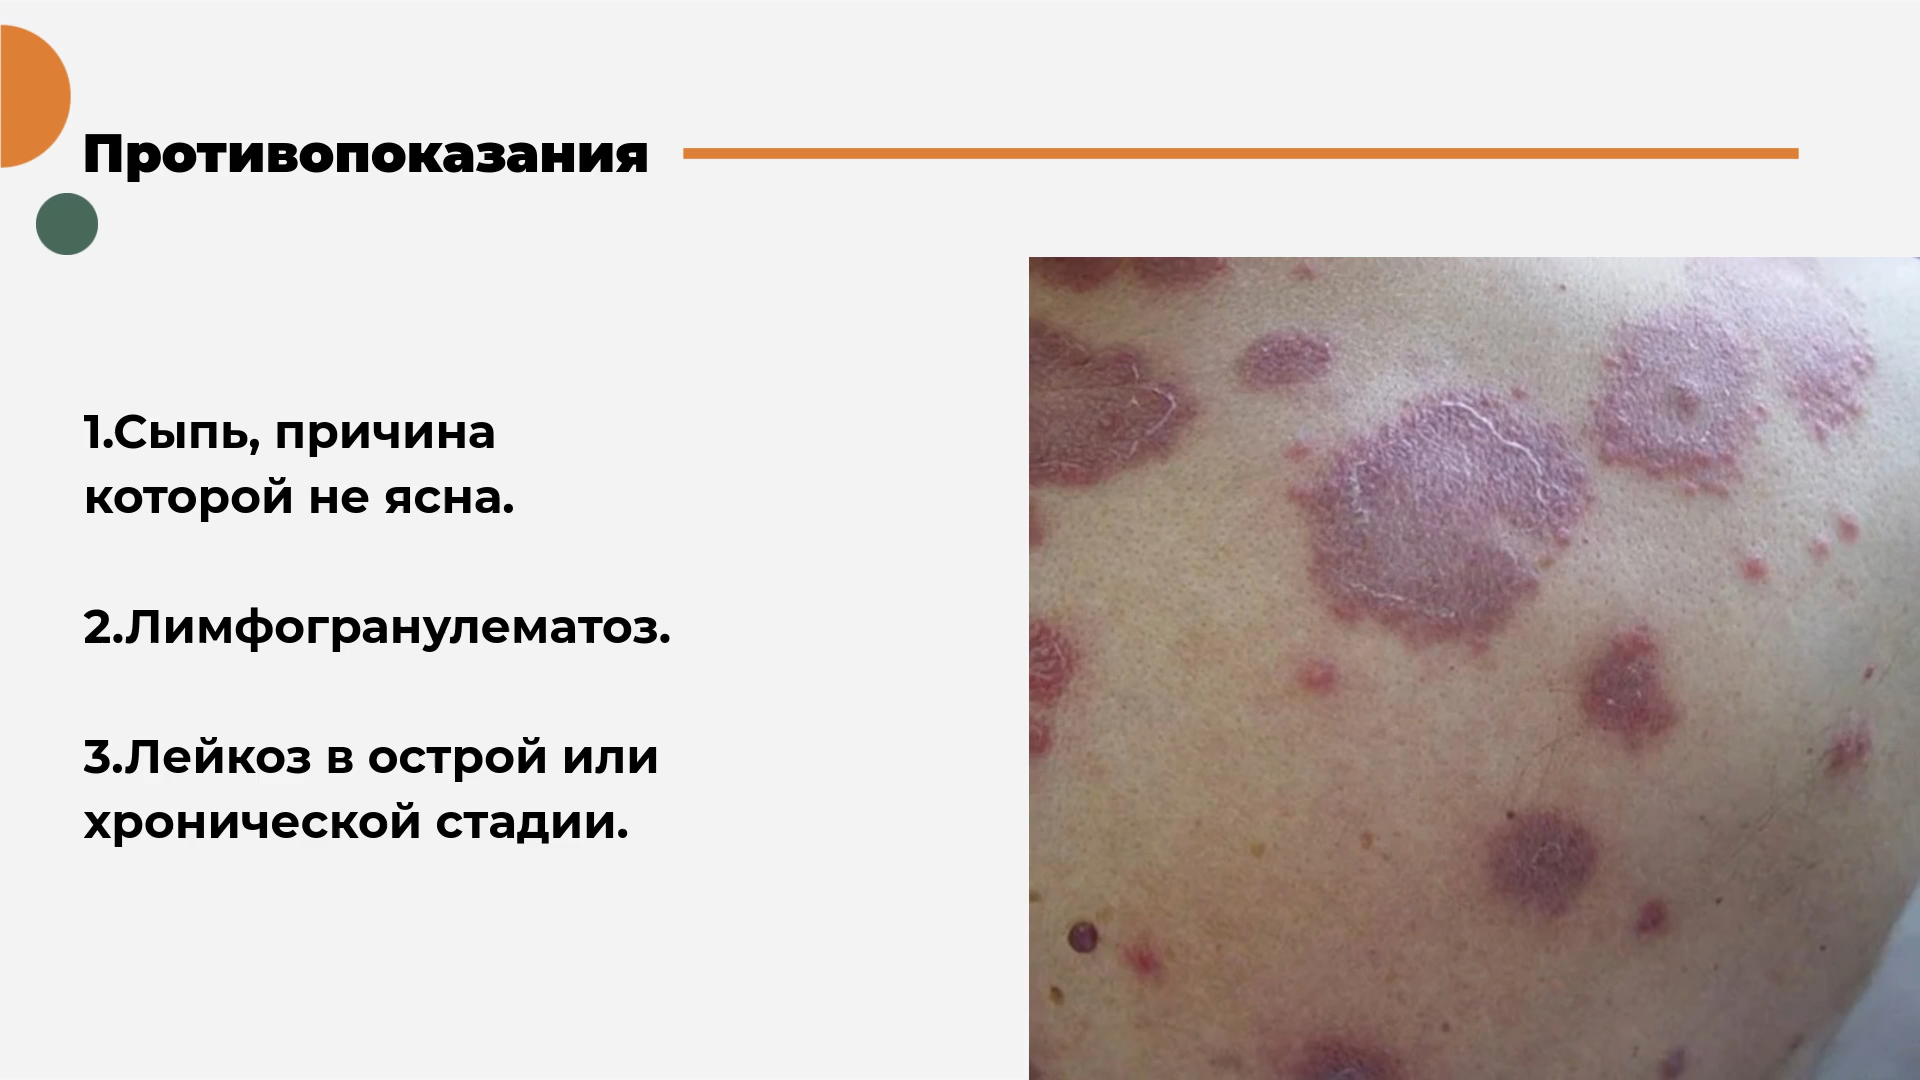 Противопоказания
1.Сыпь, причина
которой не ясна.
2.Лимфогранулематоз.
3.Лейкоз в острой или
хронической стадии.